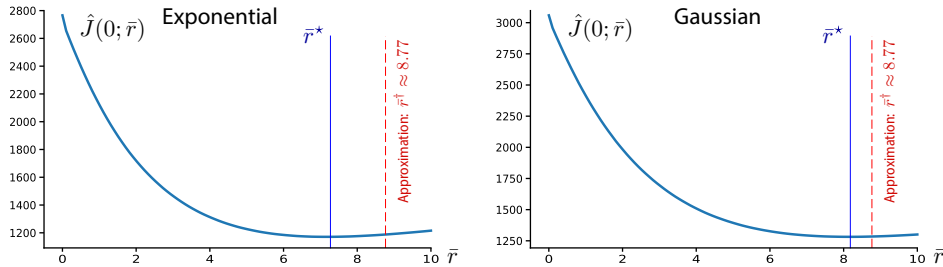 Exponential
Ĵ(0; r̄)
r̄⋆
Approximation: r̄† ≈ 8.77
2800
2600
2400
2200
2000
1800
1600
1400
1200
0 2 4 6 8 10 r̄
Gaussian
Ĵ(0; r̄)
r̄⋆
Approximation: r̄† ≈ 8.77
3000
2750
2500
2250
2000
1750
1500
1250
0 2 4 6 8 10 r̄